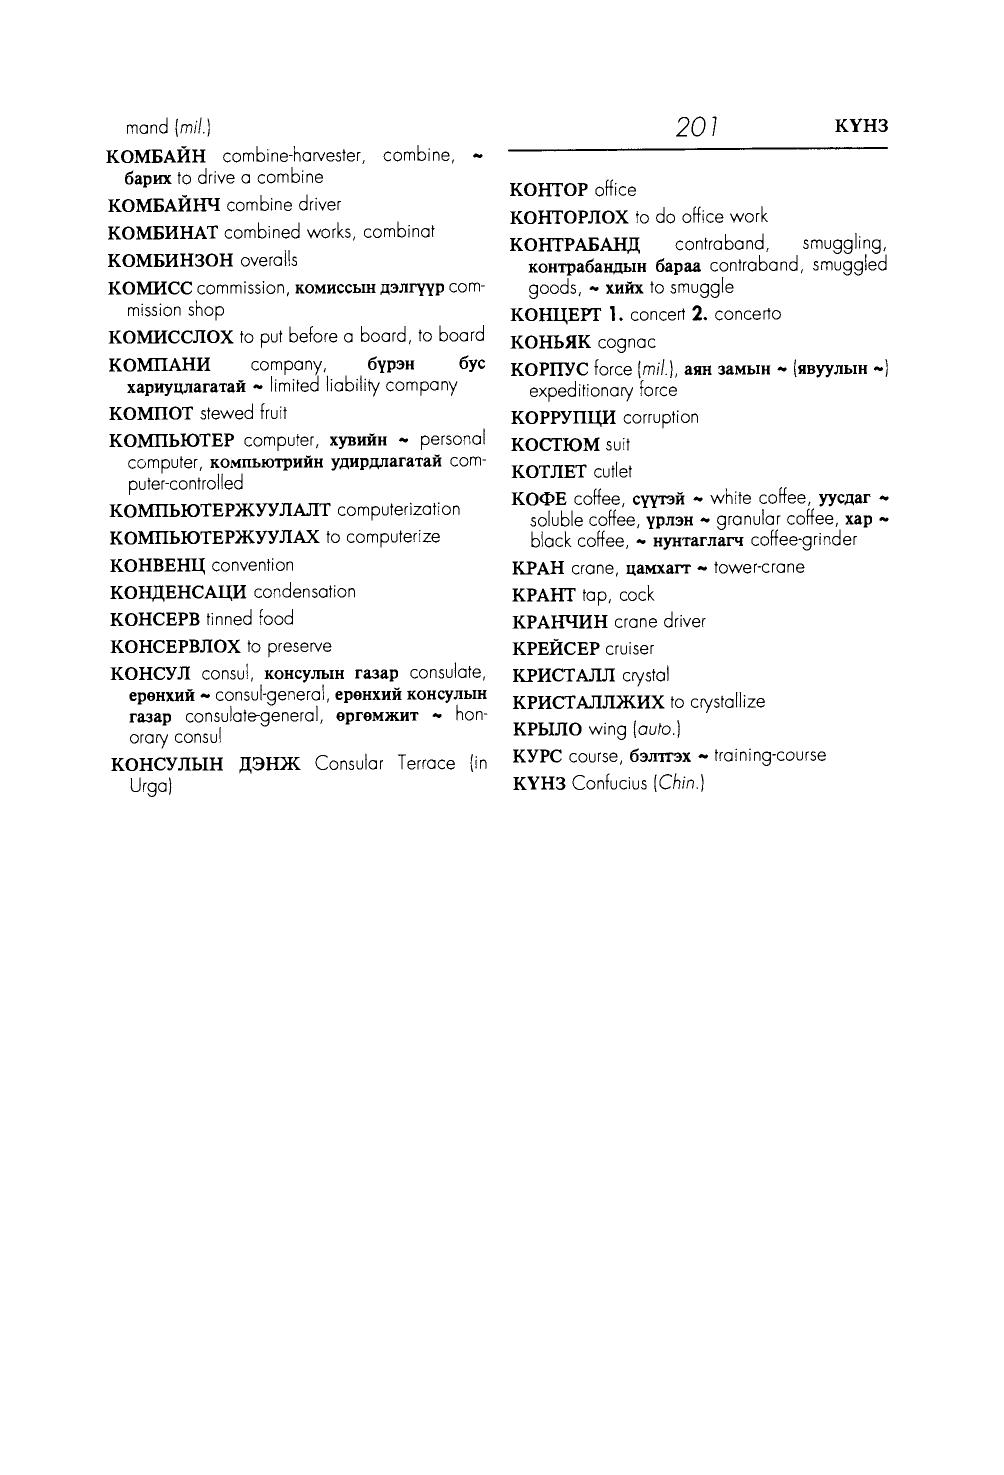 mand (mil.)
КОМБАЙН combine-harvester, combine, ~
барих to drive a combine
КОМБАЙНЧ combine driver
КОМБИНАТ combined works, combinat
КОМБИНЗОН overalls
КОМИСС commission, комиссын дэлгүүр com-
mission shop
КОМИССЛОХ to put before a board, to board
КОМПАНИ company, бүрэн бус
хариуцлагатай ~ limited liability company
КОМПОТ stewed fruit
КОМПЬЮТЕР computer, хувийн ~ personal
computer, компьютрийн удирдлагатай com-
puter-controlled
КОМПЬЮТЕРЖУУЛАЛТ computerization
КОМПЬЮТЕРЖУУЛАХ to computerize
КОНВЕНЦ convention
КОНДЕНСАЦИ condensation
КОНСЕРВ tinned food
КОНСЕРВЛОХ to preserve
КОНСУЛ consul, консулын газар consulate,
ерөнхий ~ consul-general, ерөнхий консулын
газар consulate-general, өргөмжит ~ hon-
orary consul
КОНСУЛЫН ДЭНЖ Consular Terrace (in
Urga)
201 КҮНЗ
КОНТОР office
КОНТОРЛОХ to do office work
КОНТРАБАНД contraband, smuggling,
контрабандын бараа contraband, smuggled
goods, ~ хийх to smuggle
КОНЦЕРТ 1. concert 2. concerto
КОНЬЯК cognac
КОРПУС force (mil.), аян замын ~ (явуулын ~)
expeditionary force
КОРРУПЦИ corruption
КОСТЮМ suit
КОТЛЕТ cutlet
КОФЕ coffee, сүүтэй ~ white coffee, уусдаг ~
soluble coffee, үрлэн ~ granular coffee, хар ~
black coffee, ~ нунтаглагч coffee-grinder
КРАН crane, цамхагт ~ tower-crane
КРАНТ tap, cock
КРАНЧИН crane driver
КРЕЙСЕР cruiser
КРИСТАЛЛ crystal
КРИСТАЛЛЖИХ to crystallize
КРЫЛО wing (auto.)
КУРС course, бэлтгэх ~ training-course
КҮНЗ Confucius (Chin.)